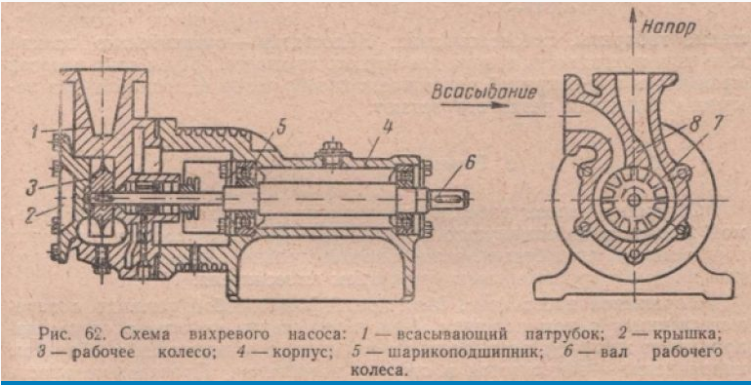 Напор
Всасывание
1
5
4
6
8
7
3
2
Рис. 62. Схема вихревого насоса: 1 — всасывающий патрубок; 2 — крышка;
3 — рабочее колесо; 4 — корпус; 5 — шарикоподшипник; 6 — вал рабочего
колеса.